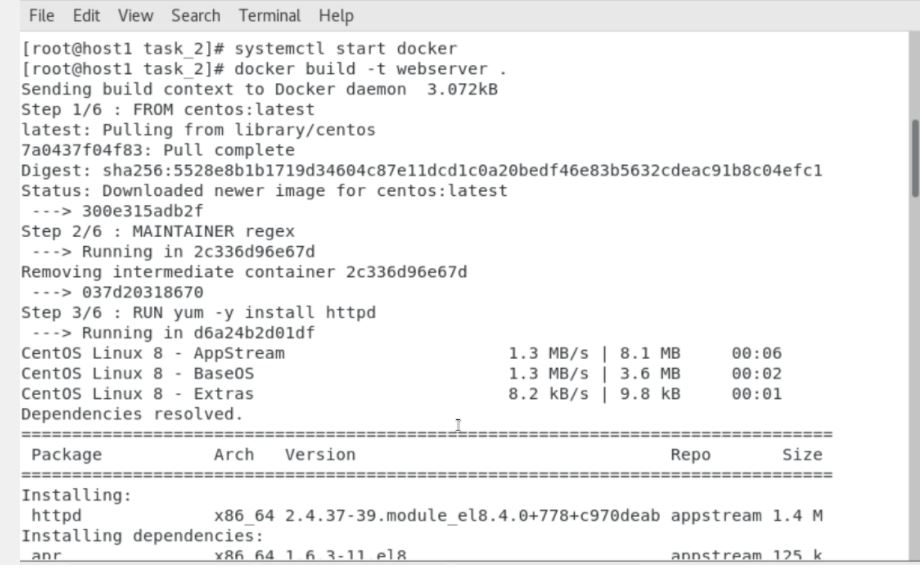 File Edit View Search Terminal Help
[root@host1 task_2]# systemctl start docker
[root@host1 task_2]# docker build -t webserver .
Sending build context to Docker daemon  3.072kB
Step 1/6 : FROM centos:latest
latest: Pulling from library/centos
7a0437f04f83: Pull complete
Digest: sha256:5528e8b1b1719d34604c87e11dcd1c0a20bedf46e83b5632cdeac91b8c04efc1
Status: Downloaded newer image for centos:latest
 ---> 300e315adb2f
Step 2/6 : MAINTAINER regex
 ---> Running in 2c336d96e67d
Removing intermediate container 2c336d96e67d
 ---> 037d20318670
Step 3/6 : RUN yum -y install httpd
 ---> Running in d6a24b2d01df
CentOS Linux 8 - AppStream                      1.3 MB/s | 8.1 MB     00:06
CentOS Linux 8 - BaseOS                         1.3 MB/s | 3.6 MB     00:02
CentOS Linux 8 - Extras                         8.2 kB/s | 9.8 kB     00:01
Dependencies resolved.
================================================================================
 Package           Arch   Version                               Repo       Size
================================================================================
Installing:
 httpd             x86_64 2.4.37-39.module_el8.4.0+778+c970deab appstream 1.4 M
Installing dependencies:
 apr               x86_64 1.6.3-11.el8                          appstream 125 k